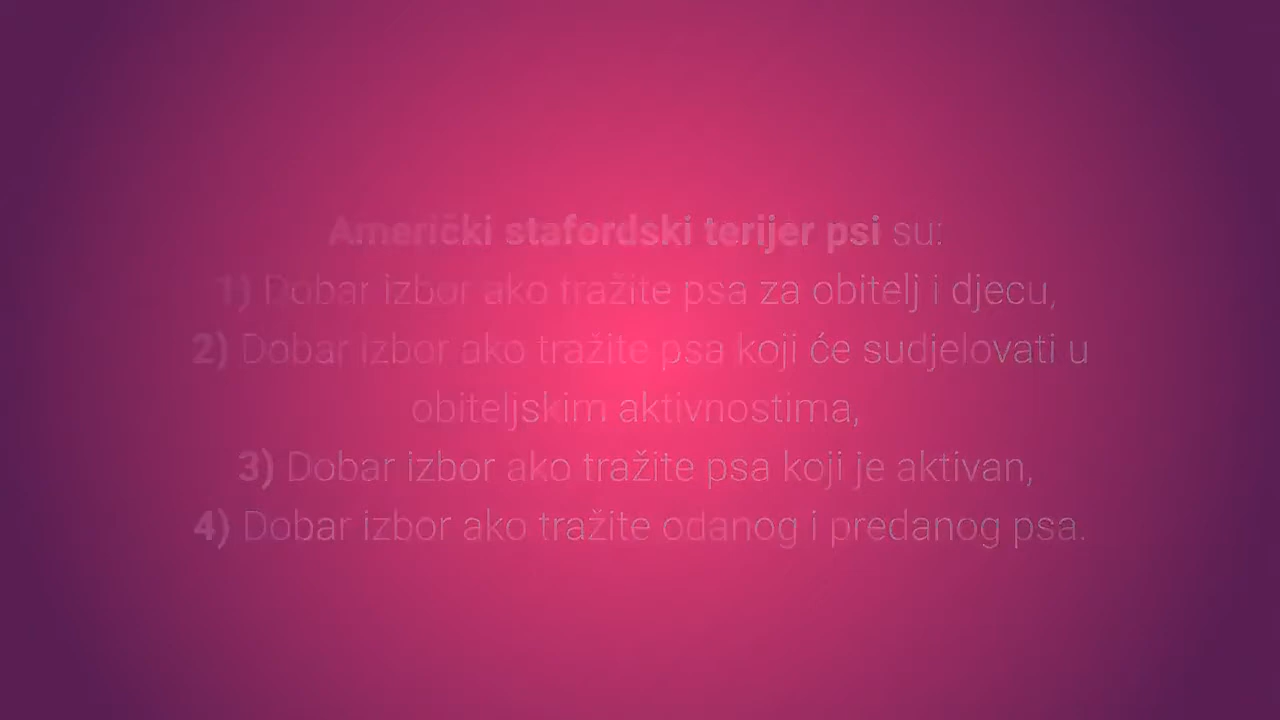 Američki stafordski terijer psi su:
1) Dobar izbor ako tražite psa za obitelj i djecu,
2) Dobar izbor ako tražite psa koji će sudjelovati u
obiteljskim aktivnostima,
3) Dobar izbor ako tražite psa koji je aktivan,
4) Dobar izbor ako tražite odanog i predanog psa.